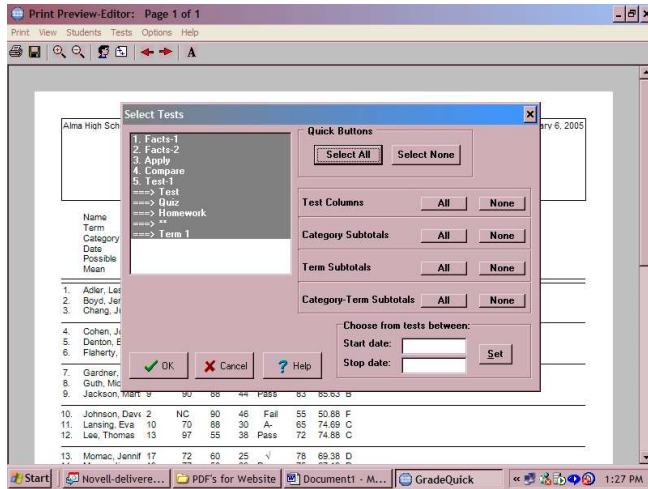 Print Preview-Editor: Page 1 of 1
Print View Students Tests Options Help
A
Alma High Sch
ary 6, 2005
Select Tests
1. Facts-1
2. Facts-2
3. Apply
4. Compare
5. Test-1
===> Test
===> Quiz
===> Homework
===> **
===> Term 1
Quick Buttons
Select All Select None
Test Columns All None
Category Subtotals All None
Term Subtotals All None
Category-Term Subtotals All None
Choose from tests between:
Start date:
Stop date:
Set
OK Cancel ? Help
Name
Term
Category
Date
Possible
Mean
1. Adler, Les
2. Boyd, Jer
3. Chang, Ju
4. Cohen, Jo
5. Denton, E
6. Flaherty,
7. Gardner,
8. Guth, Mic
9. Jackson, Mart 9 90 88 44 Pass 83 85.63 B
10. Johnson, Dave 2 NC 90 46 Fail 55 50.88 F
11. Lansing, Eva 10 70 88 30 A- 65 74.69 C
12. Lee, Thomas 13 97 55 38 Pass 72 74.88 C
13. Momac, Jennif 17 72 60 25 √ 78 69.38 D
Start Novell-delivere... PDF's for Website Document1 - M... GradeQuick « 1:27 PM